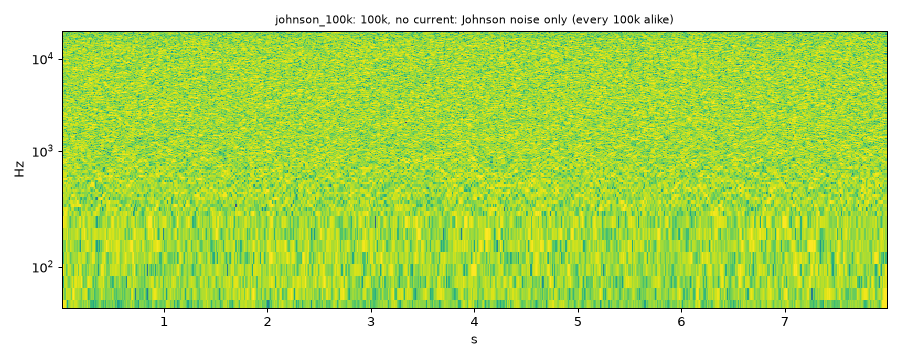 johnson_100k: 100k, no current: Johnson noise only (every 100k alike)
Hz
10⁴
10³
10²
1 2 3 4 5 6 7
s